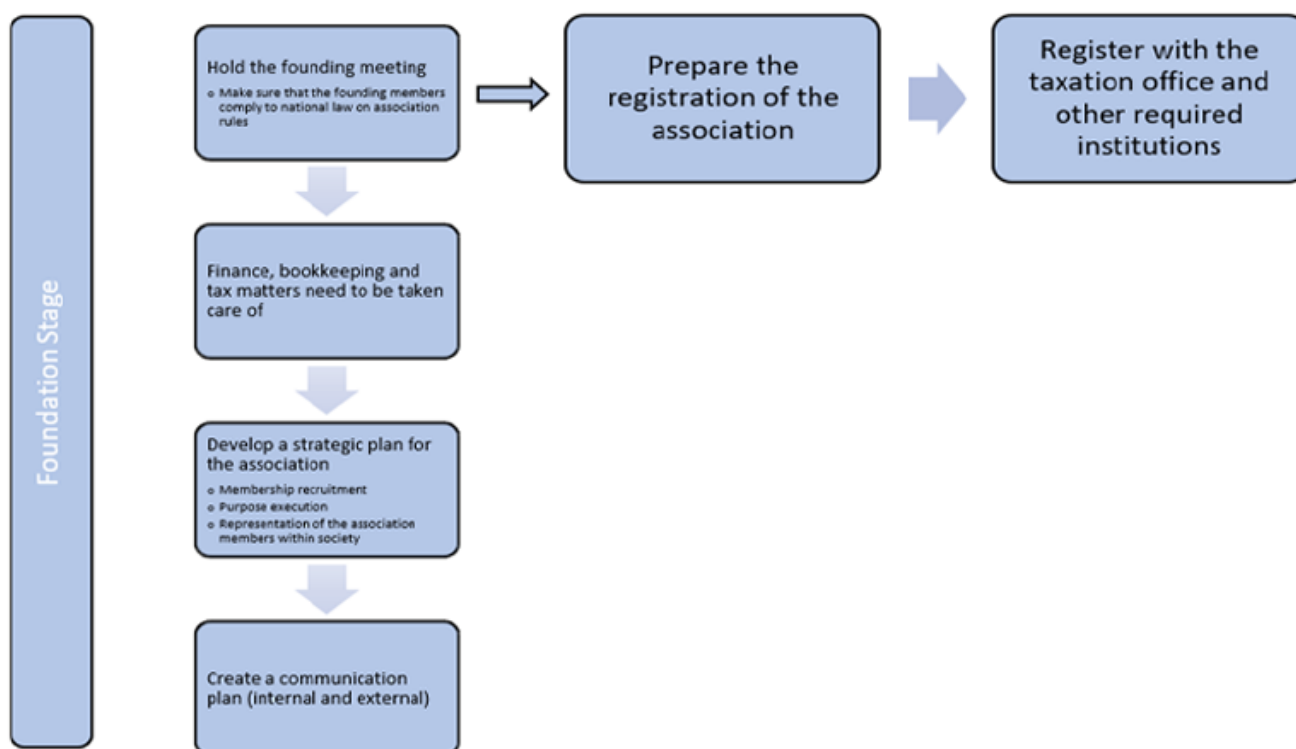 Foundation Stage
Hold the founding meeting
o Make sure that the founding members
comply to national law on association
rules
Prepare the
registration of the
association
Register with the
taxation office and
other required
institutions
Finance, bookkeeping and
tax matters need to be taken
care of
Develop a strategic plan for
the association
o Membership recruitment
o Purpose execution
o Representation of the association
members within society
Create a communication
plan (internal and external)